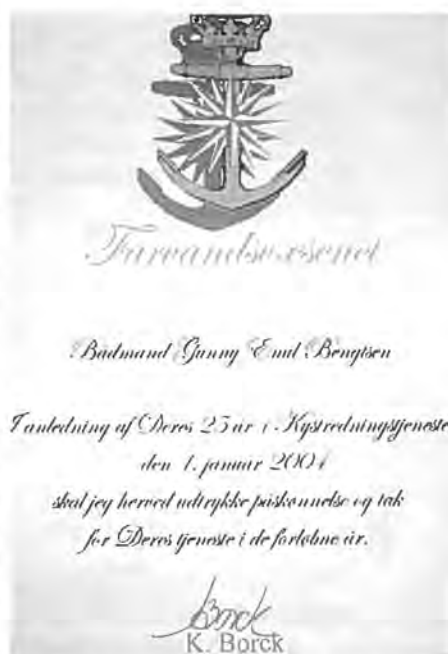 Farvandsvæsenet
Bådmand Gunny Emil Bengtsen
I anledning af Deres 25 år i Kystredningstjeneste
den 1. januar 2004
skal jeg herved udtrykke påskønnelse og tak
for Deres tjeneste i de forløbne år.
Borck
K. Borck